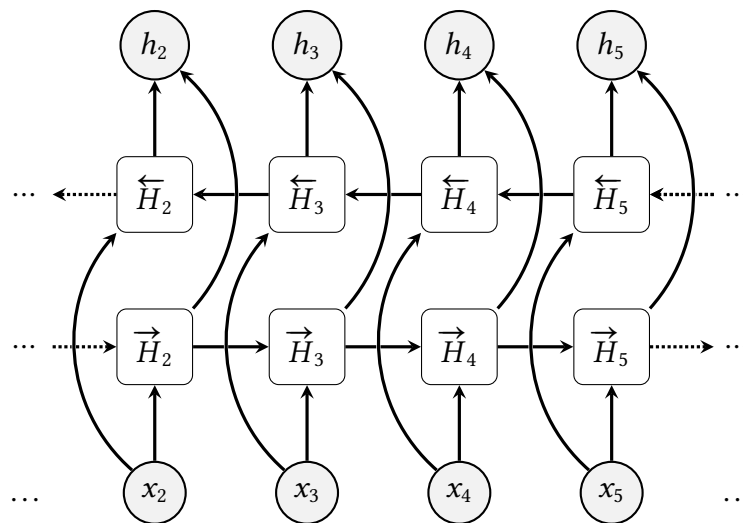 h₂ h₃ h₄ h₅
... ←H₂ ←H₃ ←H₄ ←H₅ ..
... →H₂ →H₃ →H₄ →H₅ ..
... x₂ x₃ x₄ x₅ ..